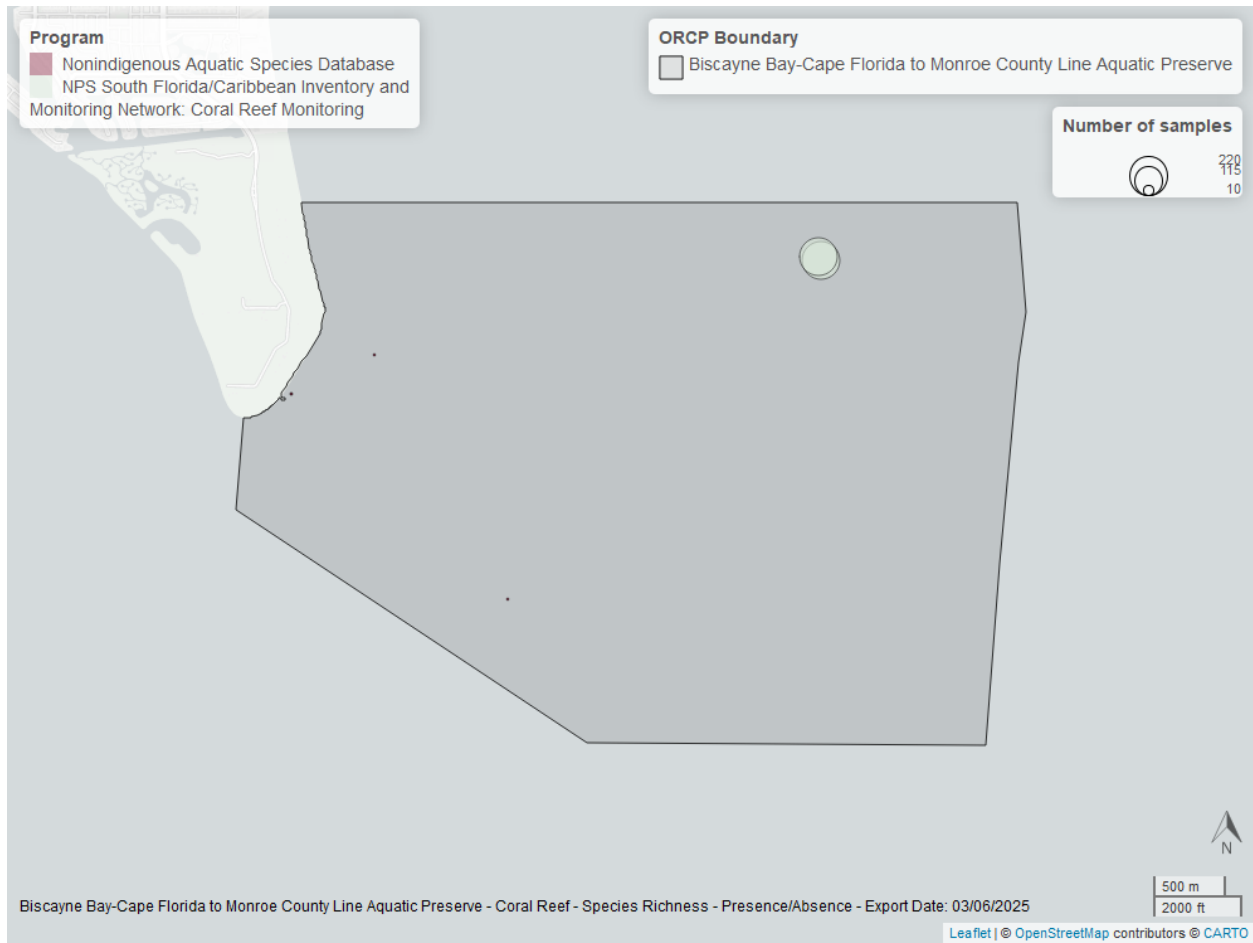 Program
Nonindigenous Aquatic Species Database
NPS South Florida/Caribbean Inventory and
Monitoring Network: Coral Reef Monitoring
ORCP Boundary
Biscayne Bay-Cape Florida to Monroe County Line Aquatic Preserve
Number of samples
220
115
10
N
500 m
2000 ft
Biscayne Bay-Cape Florida to Monroe County Line Aquatic Preserve - Coral Reef - Species Richness - Presence/Absence - Export Date: 03/06/2025
Leaflet | © OpenStreetMap contributors © CARTO